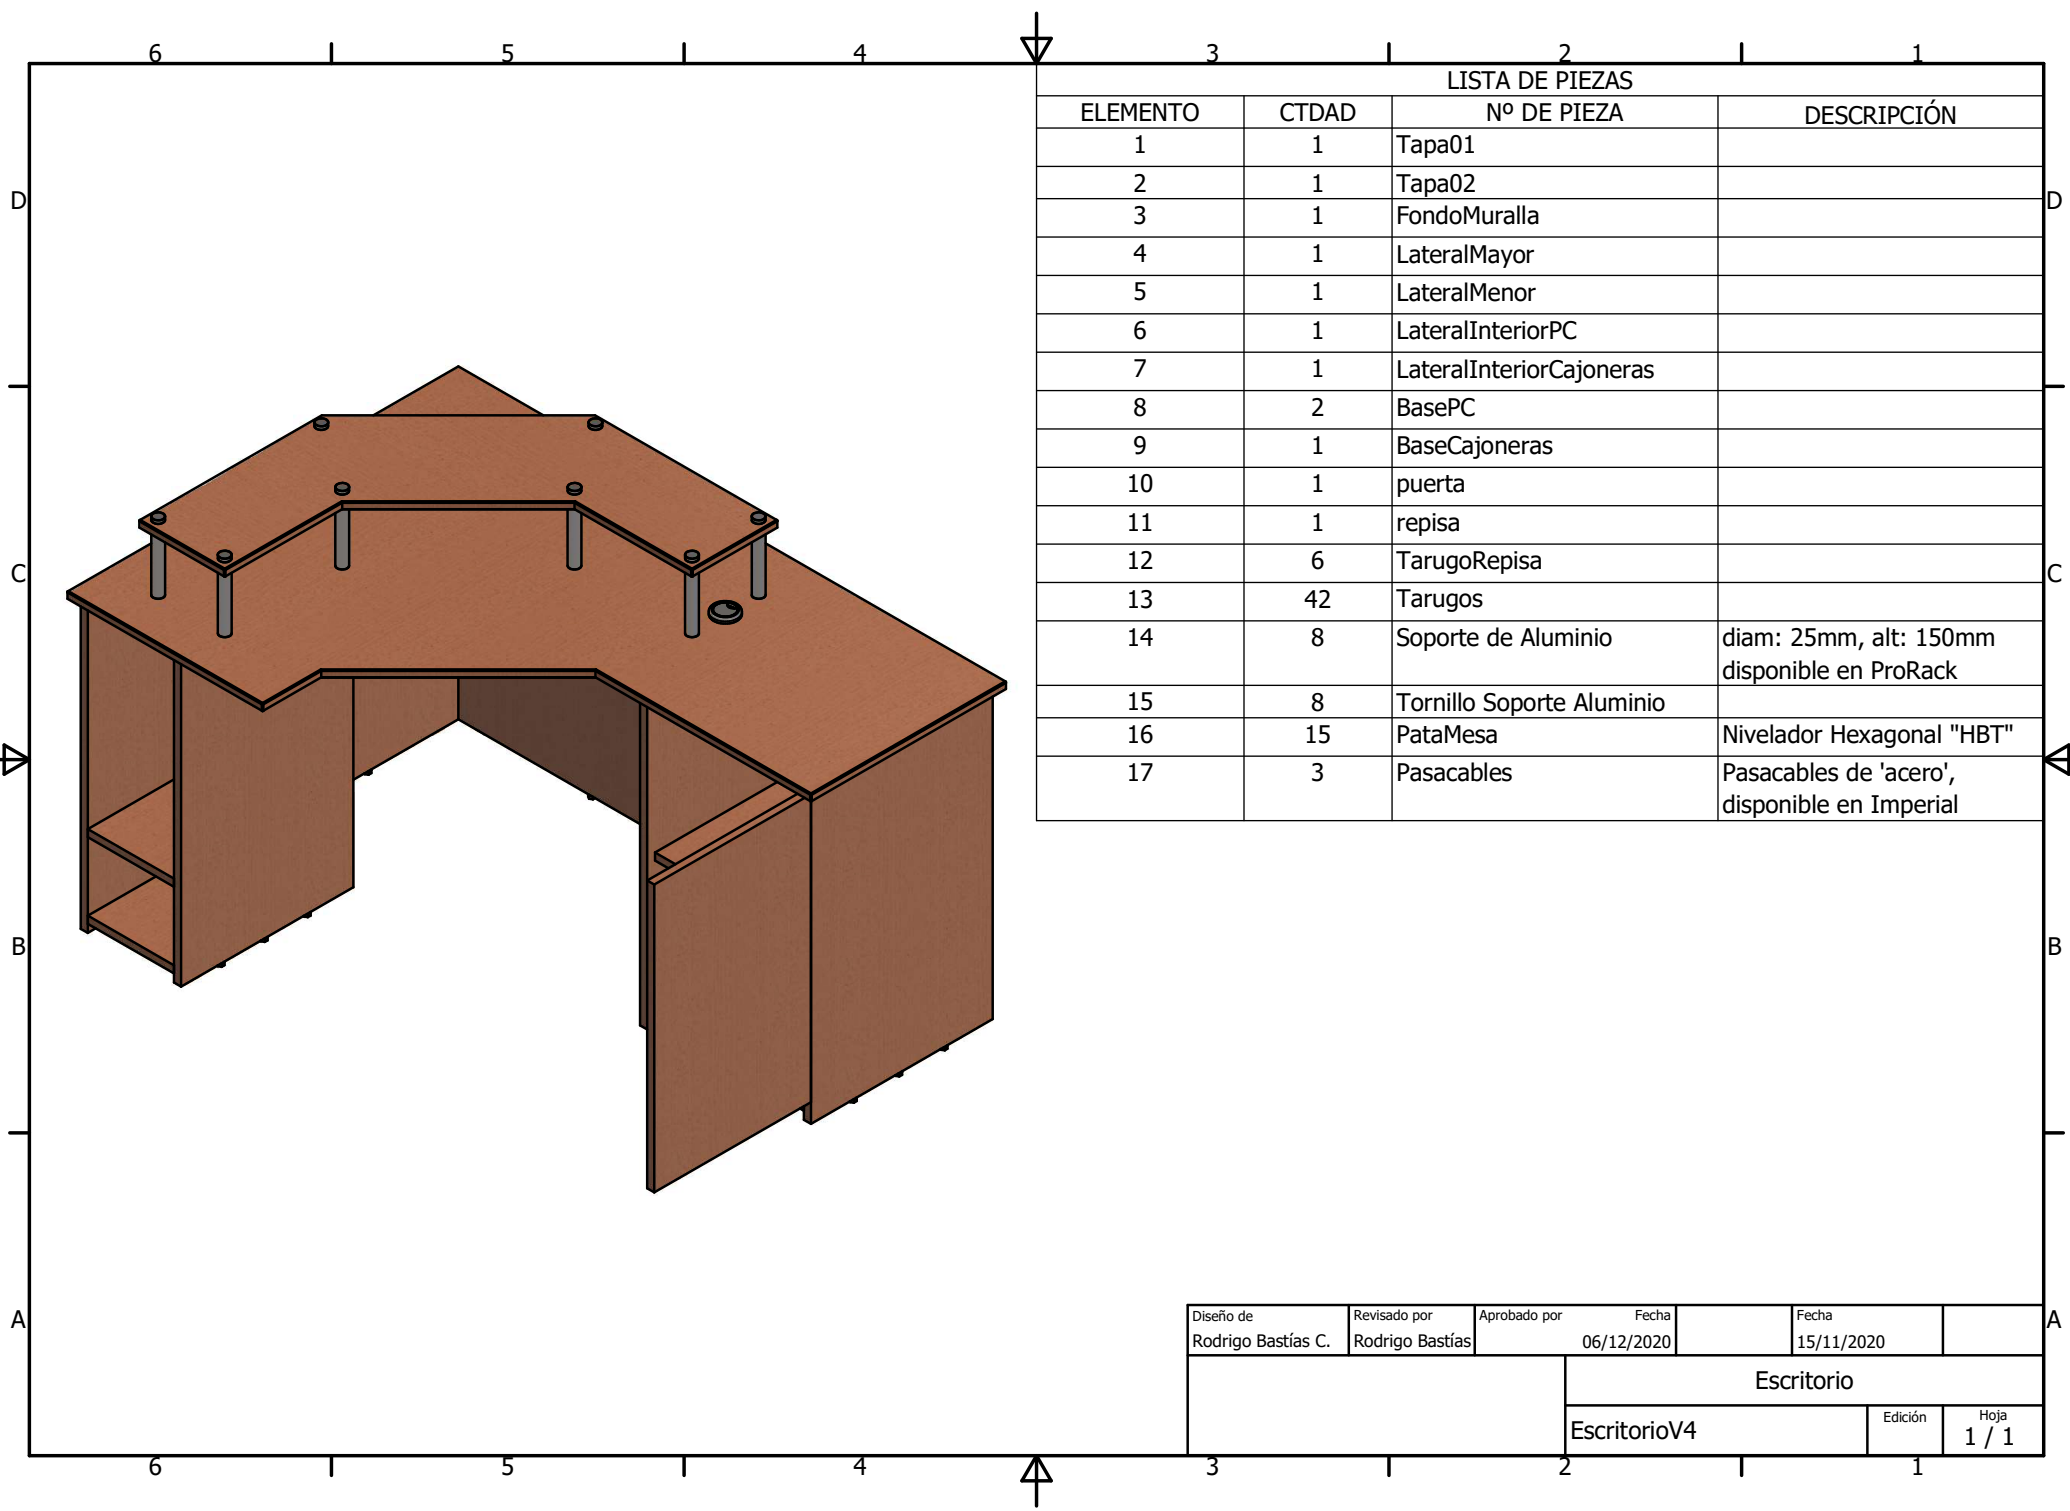 6 5 4 3 2 1
LISTA DE PIEZAS
ELEMENTO CTDAD Nº DE PIEZA DESCRIPCIÓN
1 1 Tapa01
2 1 Tapa02
D D
3 1 FondoMuralla
4 1 LateralMayor
5 1 LateralMenor
6 1 LateralInteriorPC
7 1 LateralInteriorCajoneras
8 2 BasePC
9 1 BaseCajoneras
10 1 puerta
11 1 repisa
12 6 TarugoRepisa
C C
13 42 Tarugos
14 8 Soporte de Aluminio diam: 25mm, alt: 150mm
disponible en ProRack
15 8 Tornillo Soporte Aluminio
16 15 PataMesa Nivelador Hexagonal "HBT"
17 3 Pasacables Pasacables de 'acero',
disponible en Imperial
B B
A A
Diseño de Revisado por Aprobado por Fecha Fecha
Rodrigo Bastías C. Rodrigo Bastías 06/12/2020 15/11/2020
Escritorio
EscritorioV4 Edición Hoja
1 / 1
6 5 4 3 2 1